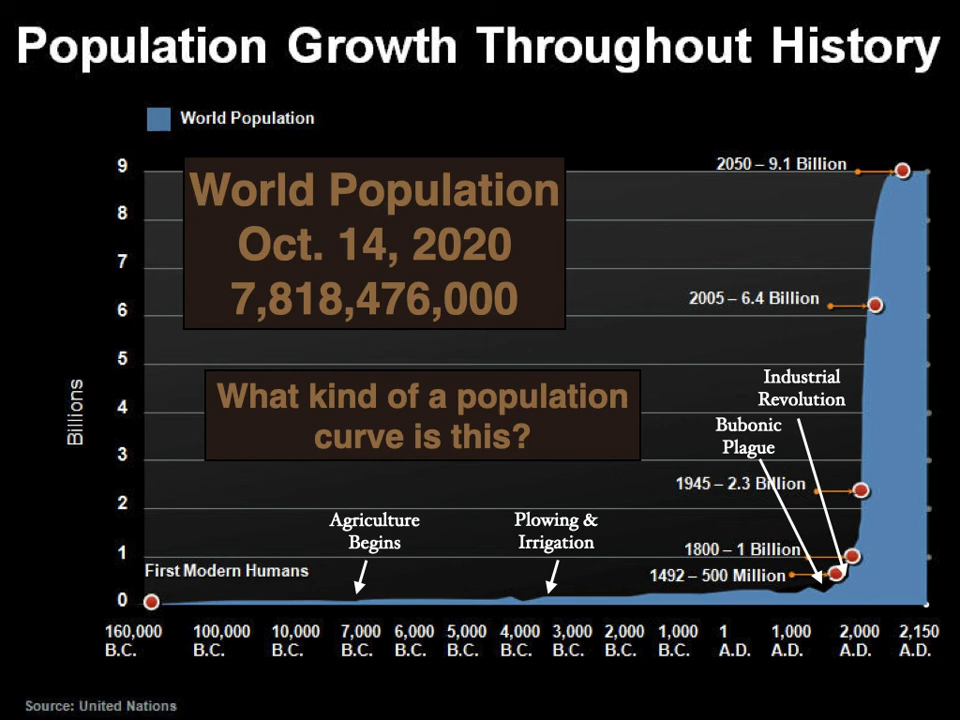 Population Growth Throughout History
World Population
World Population
Oct. 14, 2020
7,818,476,000
What kind of a population
curve is this?
Billions
9
8
7
6
5
4
3
2
1
0
2050 – 9.1 Billion
2005 – 6.4 Billion
Industrial
Revolution
Bubonic
Plague
1945 – 2.3 Billion
Agriculture
Begins
Plowing &
Irrigation
1800 – 1 Billion
1492 – 500 Million
First Modern Humans
160,000 B.C.
100,000 B.C.
10,000 B.C.
7,000 B.C.
6,000 B.C.
5,000 B.C.
4,000 B.C.
3,000 B.C.
2,000 B.C.
1,000 B.C.
1 A.D.
1,000 A.D.
2,000 A.D.
2,150 A.D.
Source: United Nations